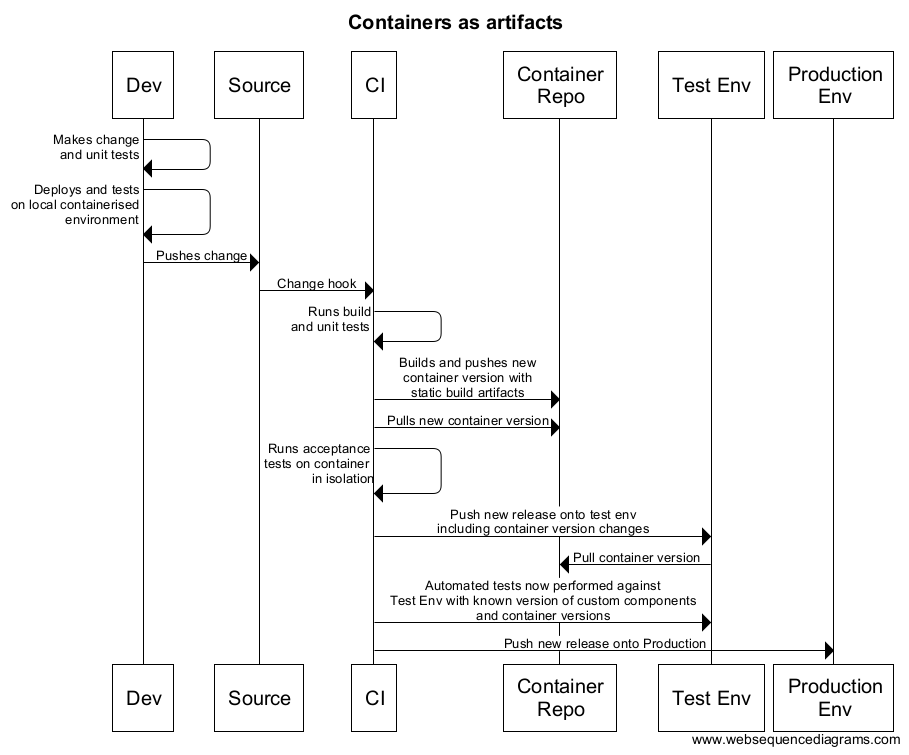 Containers as artifacts
Dev
Source
CI
Container
Repo
Test Env
Production
Env
Makes change
and unit tests
Deploys and tests
on local containerised
environment
Pushes change
Change hook
Runs build
and unit tests
Builds and pushes new
container version with
static build artifacts
Pulls new container version
Runs acceptance
tests on container
in isolation
Push new release onto test env
including container version changes
Pull container version
Automated tests now performed against
Test Env with known version of custom components
and container versions
Push new release onto Production
Dev
Source
CI
Container
Repo
Test Env
Production
Env
www.websequencediagrams.com